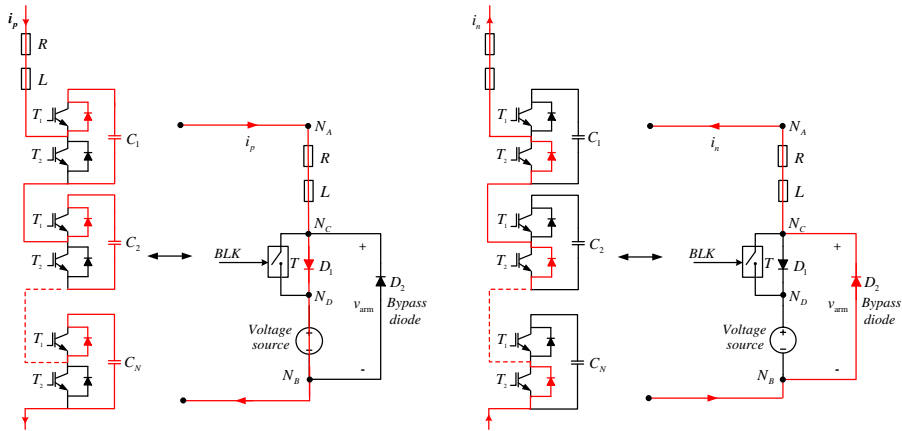 i_p
R
L
T_1
T_2
C_1
T_1
T_2
C_2
T_1
T_2
C_N
N_A
i_p
R
L
N_C
BLK
T
D_1
+
D_2
N_D
v_arm
Bypass
diode
Voltage
source
-
N_B
i_n
T_1
T_2
C_1
T_1
T_2
C_2
T_1
T_2
C_N
N_A
i_n
R
L
N_C
BLK
T
D_1
+
D_2
N_D
v_arm
Bypass
diode
Voltage
source
-
N_B